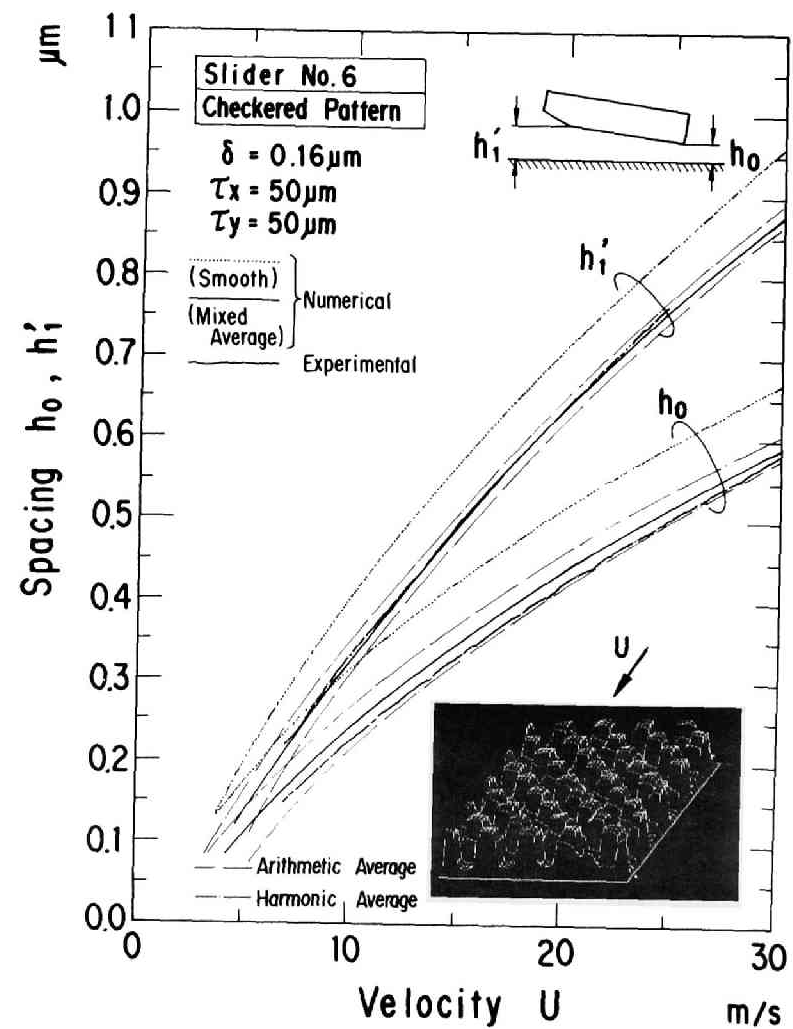 11
μm
Slider No.6
Checkered Pattern
δ = 0.16μm
τx = 50μm
τy = 50μm
(Smooth)
(Mixed
Average)
Numerical
Experimental
h₁′
h₀
h₁′
h₀
U
1.0
0.9
0.8
0.7
0.6
0.5
0.4
0.3
0.2
0.1
0.0
Spacing h₀, h₁′
Arithmetic Average
Harmonic Average
0
10
20
30
Velocity U
m/s